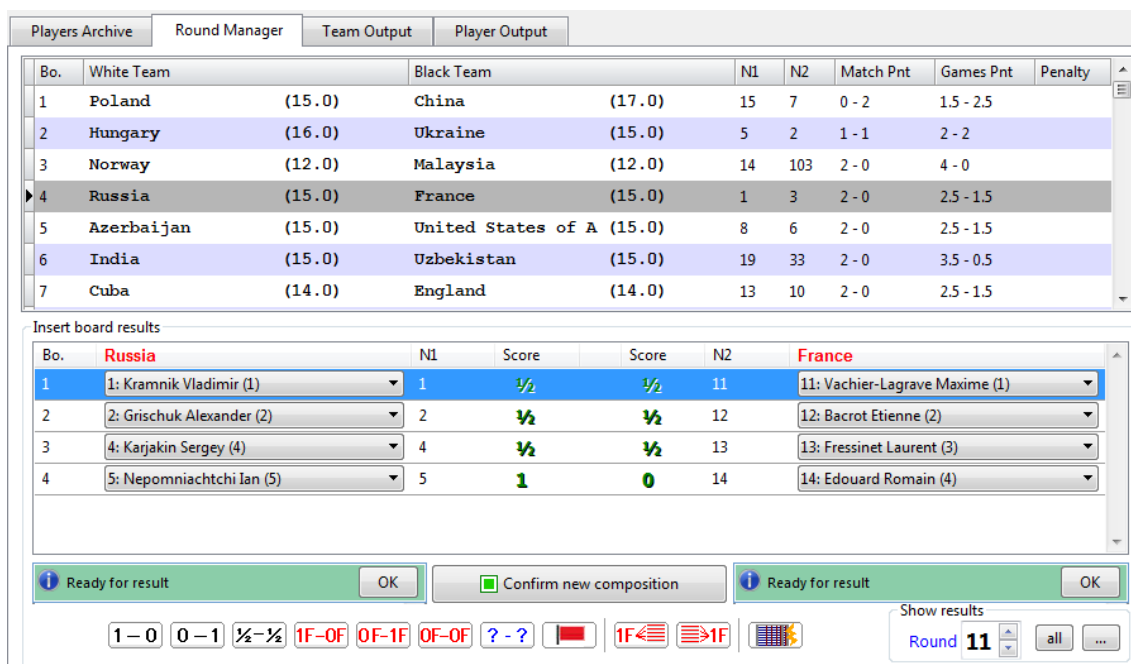 Players Archive Round Manager Team Output Player Output
Bo. White Team Black Team N1 N2 Match Pnt Games Pnt Penalty
1 Poland (15.0) China (17.0) 15 7 0 - 2 1.5 - 2.5
2 Hungary (16.0) Ukraine (15.0) 5 2 1 - 1 2 - 2
3 Norway (12.0) Malaysia (12.0) 14 103 2 - 0 4 - 0
4 Russia (15.0) France (15.0) 1 3 2 - 0 2.5 - 1.5
5 Azerbaijan (15.0) United States of A (15.0) 8 6 2 - 0 2.5 - 1.5
6 India (15.0) Uzbekistan (15.0) 19 33 2 - 0 3.5 - 0.5
7 Cuba (14.0) England (14.0) 13 10 2 - 0 2.5 - 1.5
Insert board results
Bo. Russia N1 Score Score N2 France
1 1: Kramnik Vladimir (1) 1 ½ ½ 11 11: Vachier-Lagrave Maxime (1)
2 2: Grischuk Alexander (2) 2 ½ ½ 12 12: Bacrot Etienne (2)
3 4: Karjakin Sergey (4) 4 ½ ½ 13 13: Fressinet Laurent (3)
4 5: Nepomniachtchi Ian (5) 5 1 0 14 14: Edouard Romain (4)
Ready for result OK Confirm new composition Ready for result OK
Show results
1-0 0-1 ½-½ 1F-0F 0F-1F 0F-0F ? - ? 1F 1F Round 11 all ...